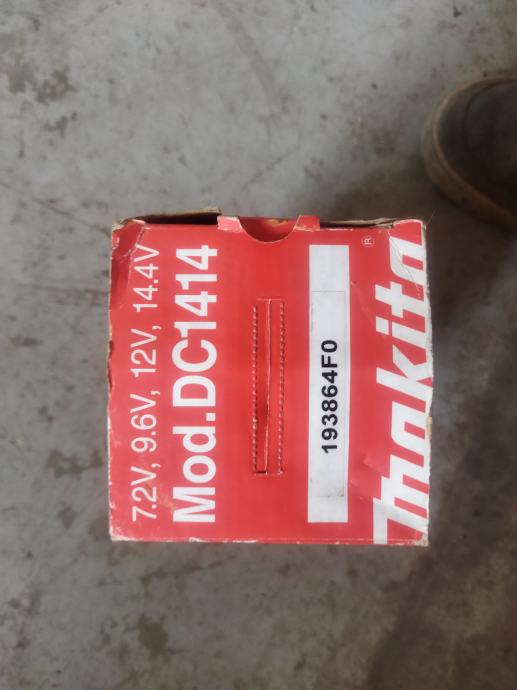 7.2V, 9.6V, 12V, 14.4V
Mod.DC1414
193864F0
makita®